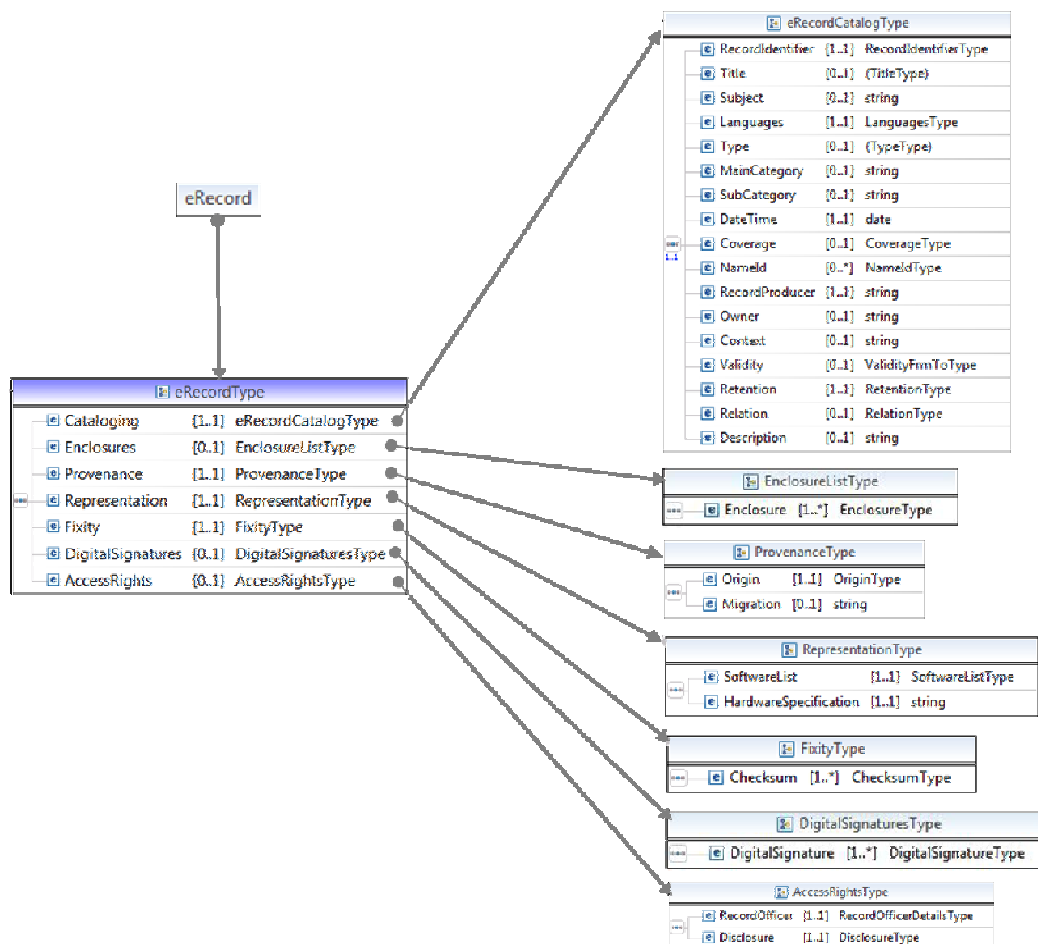 eRecord
eRecordType
Cataloging [1..1] eRecordCatalogType
Enclosures [0..1] EnclosureListType
Provenance [1..1] ProvenanceType
Representation [1..1] RepresentationType
Fixity [1..1] FixityType
DigitalSignatures [0..1] DigitalSignaturesType
AccessRights [0..1] AccessRightsType
eRecordCatalogType
RecordIdentifier [1..1] RecordIdentifierType
Title [0..1] (TitleType)
Subject [0..1] string
Languages [1..1] LanguagesType
Type [0..1] (TypeType)
MainCategory [0..1] string
SubCategory [0..1] string
DateTime [1..1] date
Coverage [0..1] CoverageType
NameId [0..*] NameIdType
RecordProducer [1..1] string
Owner [0..1] string
Context [0..1] string
Validity [0..1] ValidityFrmToType
Retention [1..1] RetentionType
Relation [0..1] RelationType
Description [0..1] string
EnclosureListType
Enclosure [1..*] EnclosureType
ProvenanceType
Origin [1..1] OriginType
Migration [0..1] string
RepresentationType
SoftwareList [1..1] SoftwareListType
HardwareSpecification [1..1] string
FixityType
Checksum [1..*] ChecksumType
DigitalSignaturesType
DigitalSignature [1..*] DigitalSignatureType
AccessRightsType
RecordOfficer [1..1] RecordOfficerDetailsType
Disclosure [1..1] DisclosureType